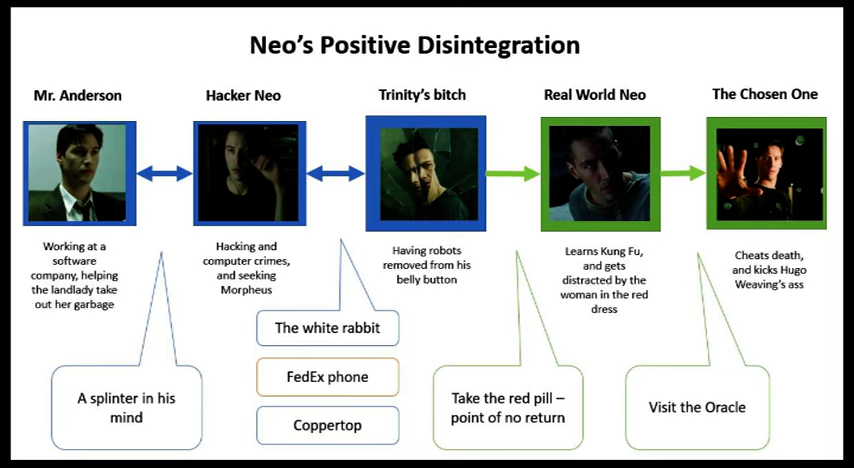 Neo’s Positive Disintegration
Mr. Anderson
Hacker Neo
Trinity’s bitch
Real World Neo
The Chosen One
Working at a
software
company, helping
the landlady take
out her garbage
Hacking and
computer crimes,
and seeking
Morpheus
Having robots
removed from his
belly button
Learns Kung Fu,
and gets
distracted by the
woman in the red
dress
Cheats death,
and kicks Hugo
Weaving’s ass
A splinter in his
mind
The white rabbit
FedEx phone
Coppertop
Take the red pill –
point of no return
Visit the Oracle